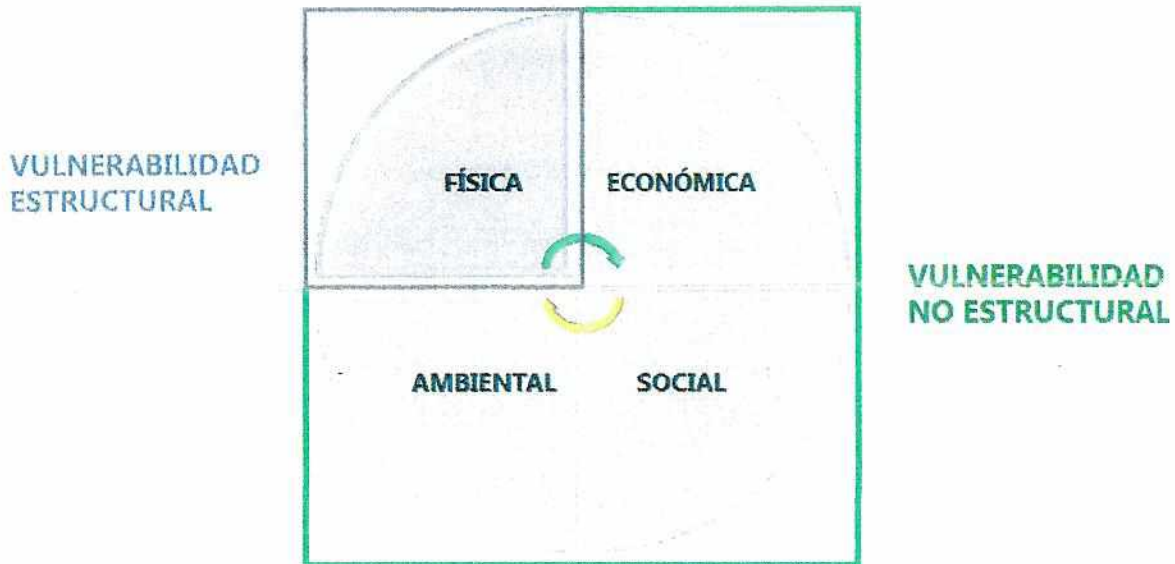 VULNERABILIDAD
ESTRUCTURAL
FÍSICA
ECONÓMICA
VULNERABILIDAD
NO ESTRUCTURAL
AMBIENTAL
SOCIAL